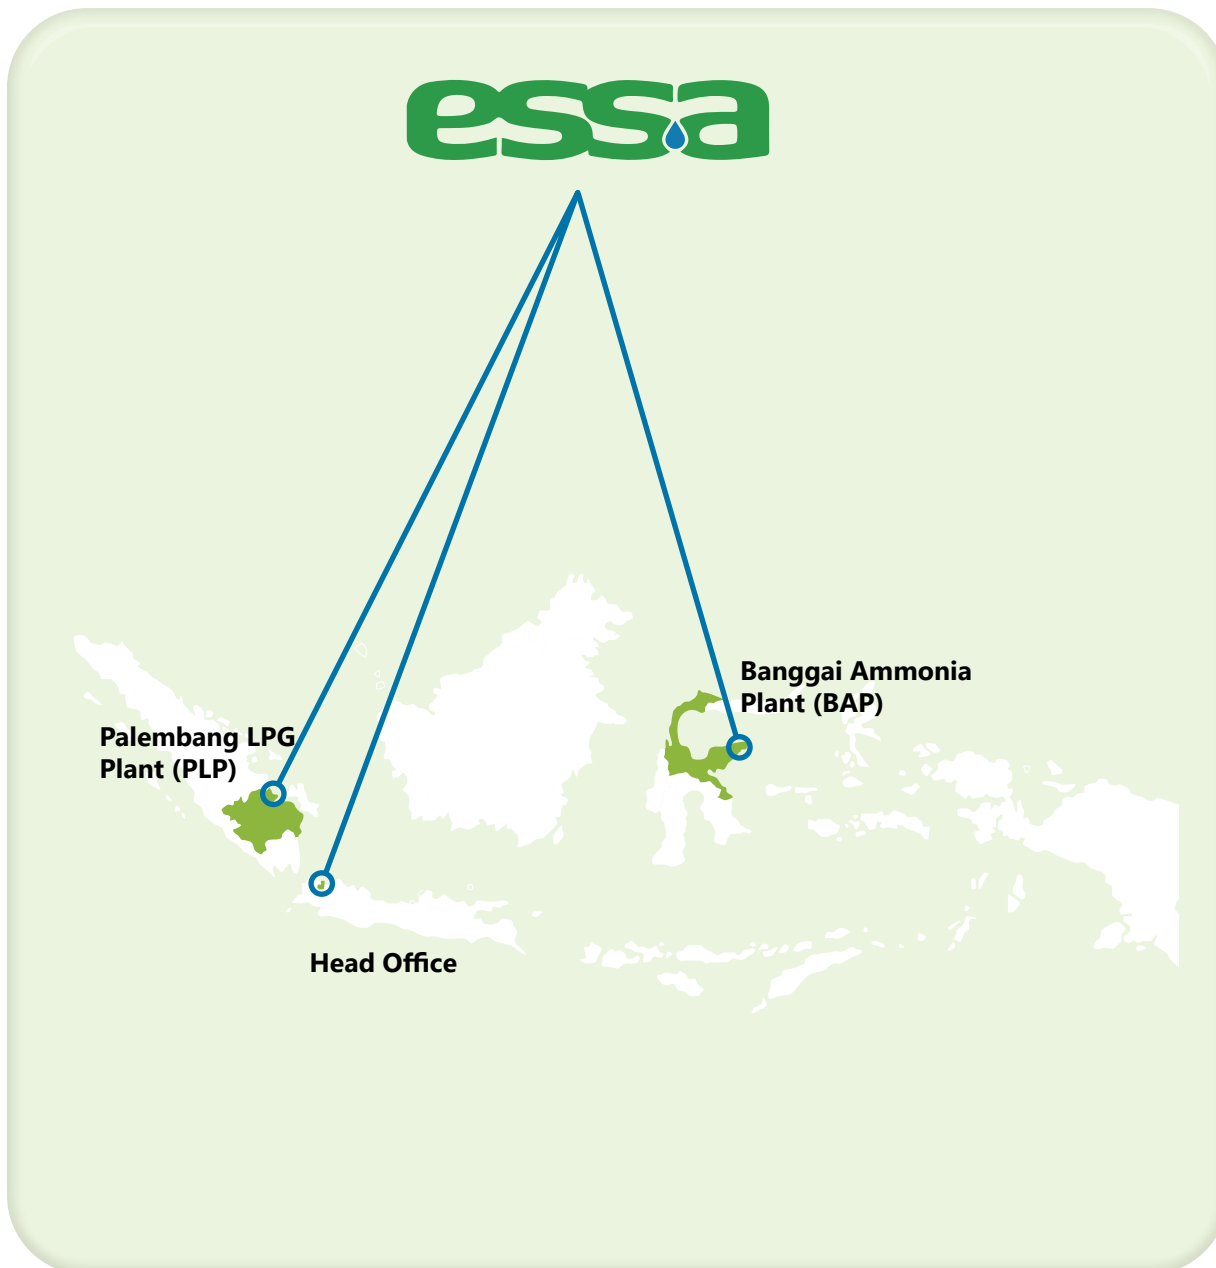 essa
Banggai Ammonia
Plant (BAP)
Palembang LPG
Plant (PLP)
Head Office